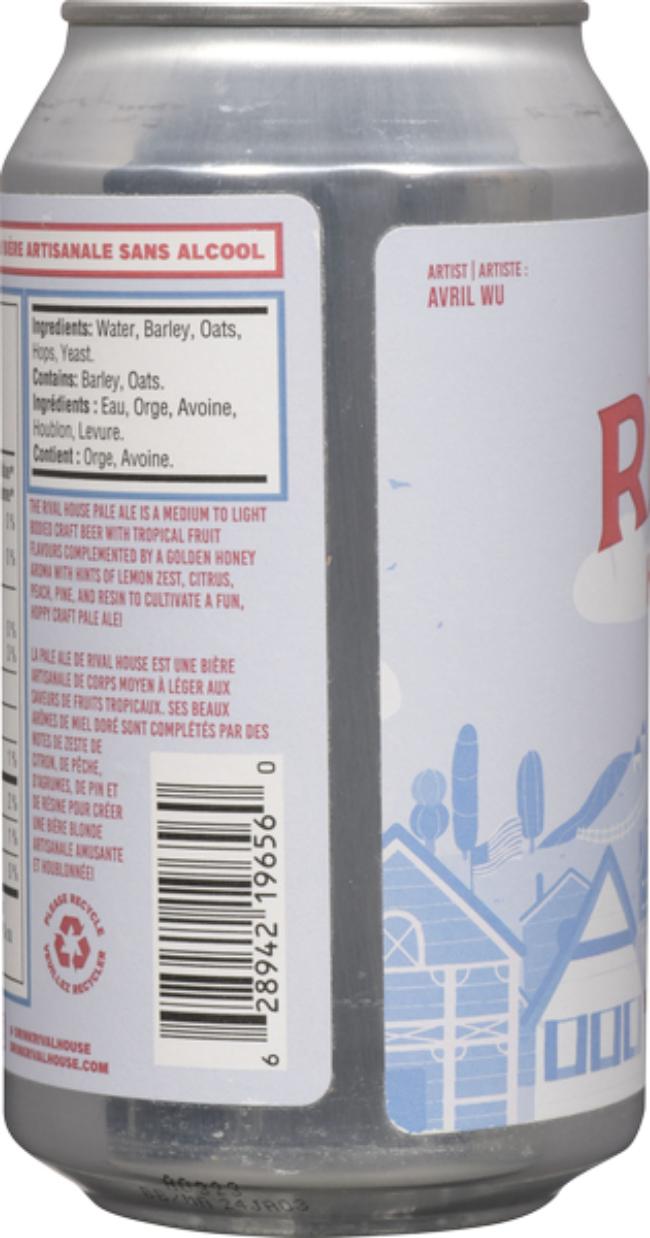 BIÈRE ARTISANALE SANS ALCOOL
Ingredients: Water, Barley, Oats,
Hops, Yeast.
Contains: Barley, Oats.
Ingrédients : Eau, Orge, Avoine,
Houblon, Levure.
Contient : Orge, Avoine.
THE RIVAL HOUSE PALE ALE IS A MEDIUM TO LIGHT
BODIED CRAFT BEER WITH TROPICAL FRUIT
FLAVOURS COMPLEMENTED BY A GOLDEN HONEY
AROMA WITH HINTS OF LEMON ZEST, CITRUS,
PEACH, PINE, AND RESIN TO CULTIVATE A FUN,
HOPPY CRAFT PALE ALE!
LA PALE ALE DE RIVAL HOUSE EST UNE BIÈRE
ARTISANALE DE CORPS MOYEN À LÉGER AUX
SAVEURS DE FRUITS TROPICAUX. SES BEAUX
ARÔMES DE MIEL DORÉ SONT COMPLÉTÉS PAR DES
NOTES DE ZESTE DE
CITRON, DE PÊCHE,
D'AGRUMES, DE PIN ET
DE RÉSINE POUR CRÉER
UNE BIÈRE BLONDE
ARTISANALE AMUSANTE
ET HOUBLONNÉE!
PLEASE RECYCLE
VEUILLEZ RECYCLER
6 28942 19656 0
DRINKRIVALHOUSE
DRINKRIVALHOUSE.COM
ARTIST | ARTISTE :
AVRIL WU
R
BB/MA 24JA03